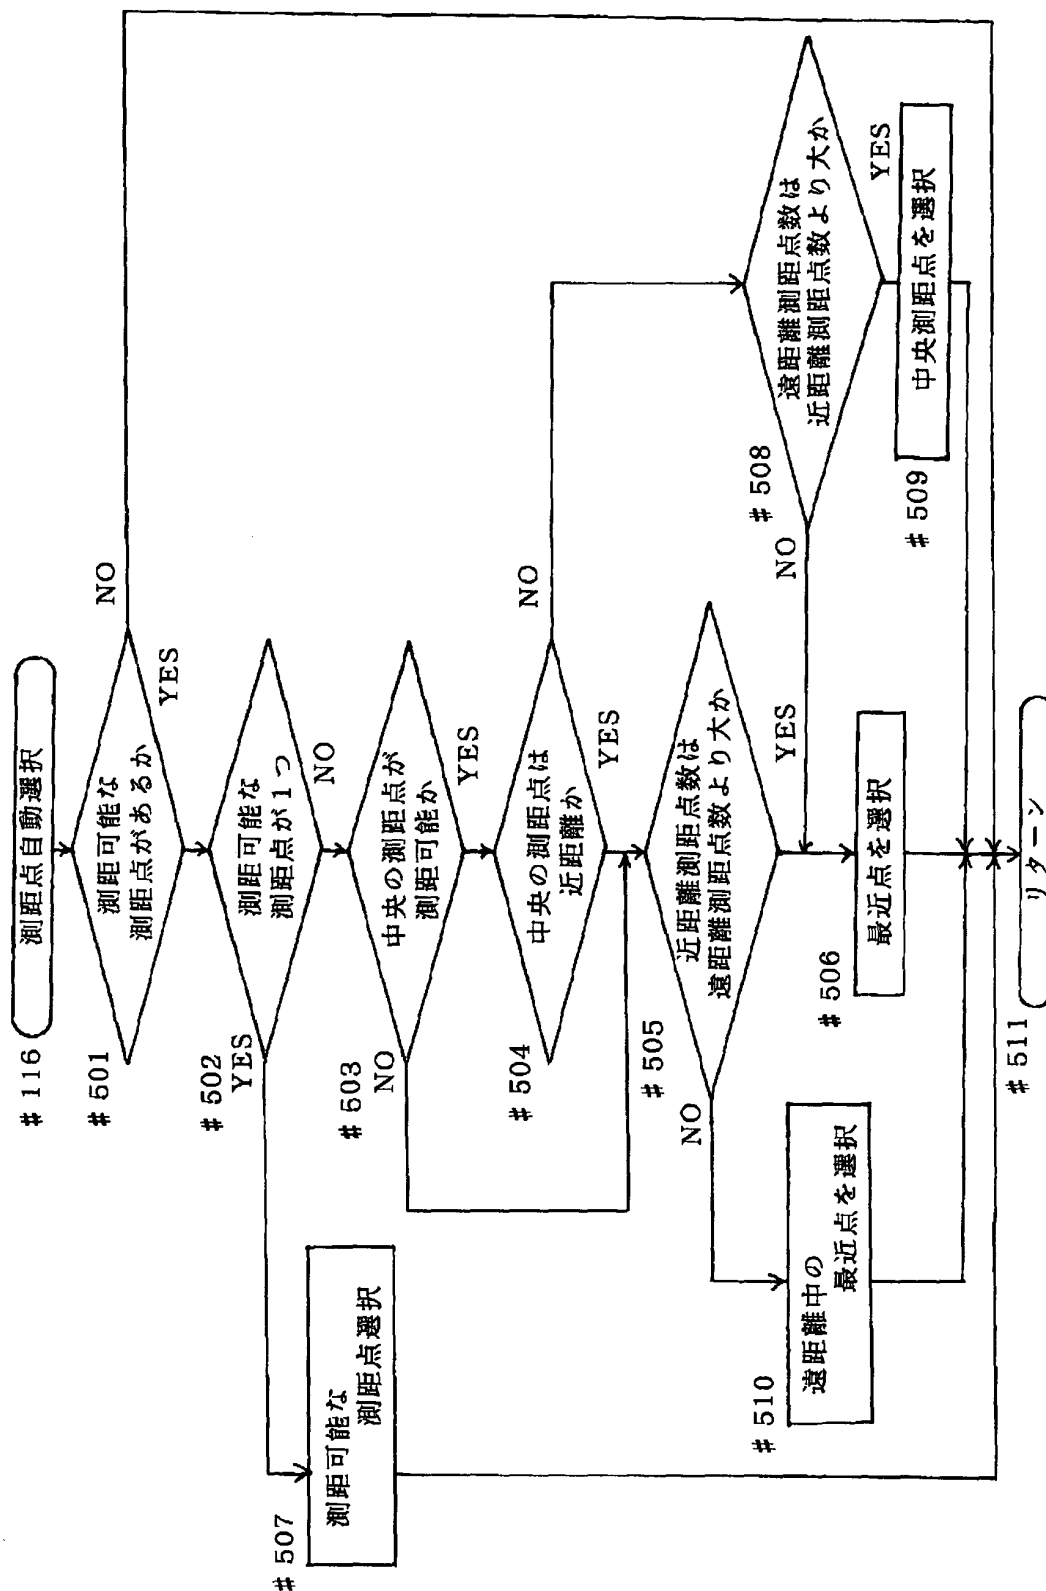 #116
測距点自動選択
#501
測距可能な
測距点があるか
NO
YES
#502
測距可能な
測距点が1つ
YES
NO
#503
中央の測距点が
測距可能か
NO
YES
#504
中央の測距点は
近距離か
NO
YES
#505
近距離測距点数は
遠距離測距点数より大か
NO
YES
#508
遠距離測距点数は
近距離測距点数より大か
NO
YES
#507
測距可能な
測距点選択
#510
遠距離中の
最近点を選択
#506
最近点を選択
#509
中央測距点を選択
#511
リターン